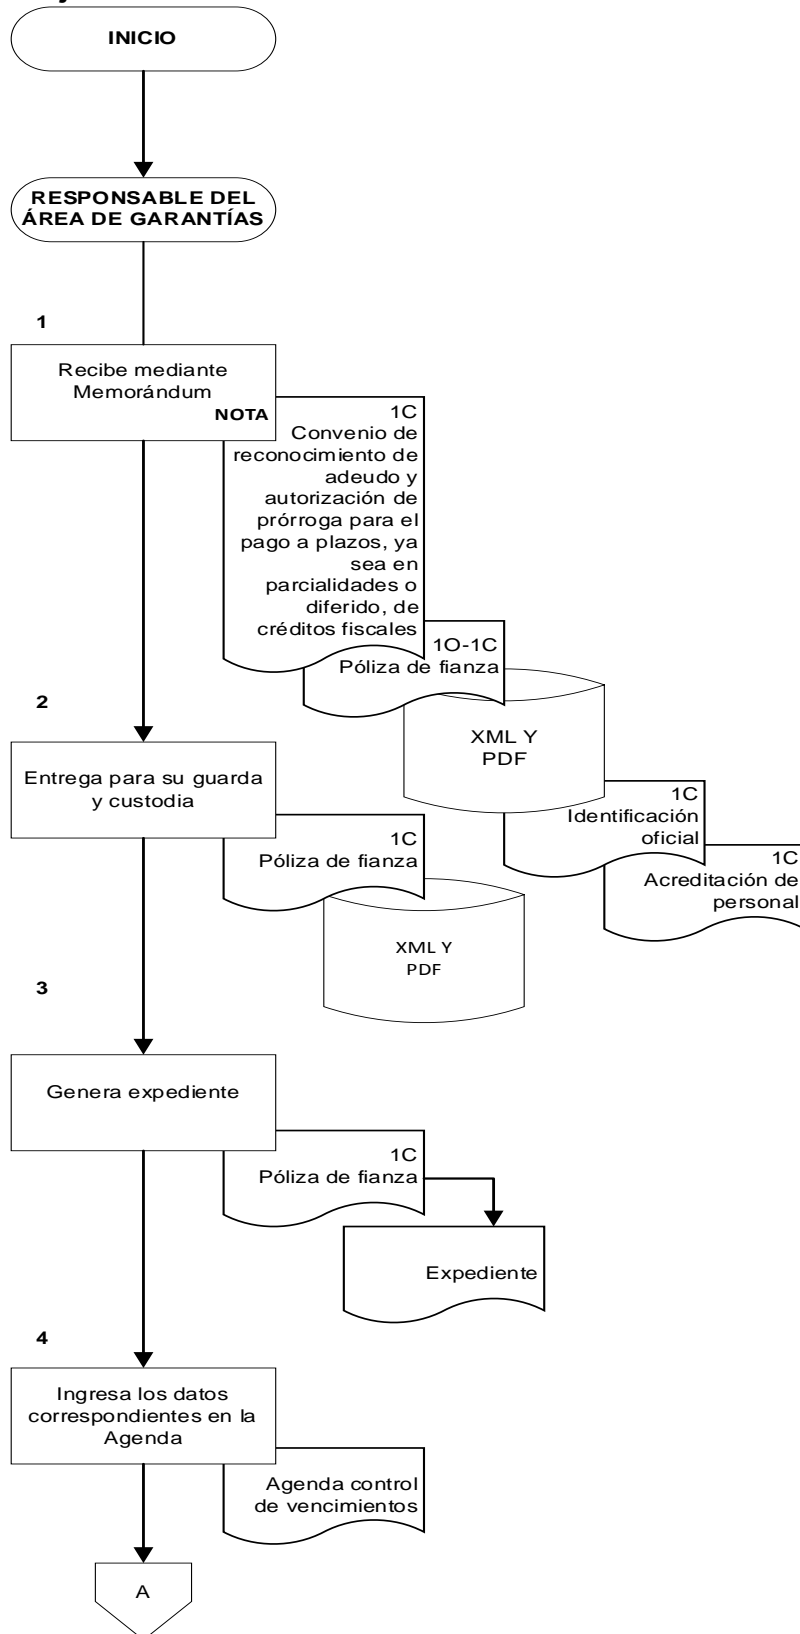 INICIO
RESPONSABLE DEL
ÁREA DE GARANTÍAS
1
Recibe mediante
Memorándum
NOTA
1C
Convenio de
reconocimiento de
adeudo y
autorización de
prórroga para el
pago a plazos, ya
sea en
parcialidades o
diferido, de
créditos fiscales
1O-1C
Póliza de fianza
XML Y
PDF
1C
Identificación
oficial
1C
Acreditación de
personal
2
Entrega para su guarda
y custodia
1C
Póliza de fianza
XML Y
PDF
3
Genera expediente
1C
Póliza de fianza
Expediente
4
Ingresa los datos
correspondientes en la
Agenda
Agenda control
de vencimientos
A